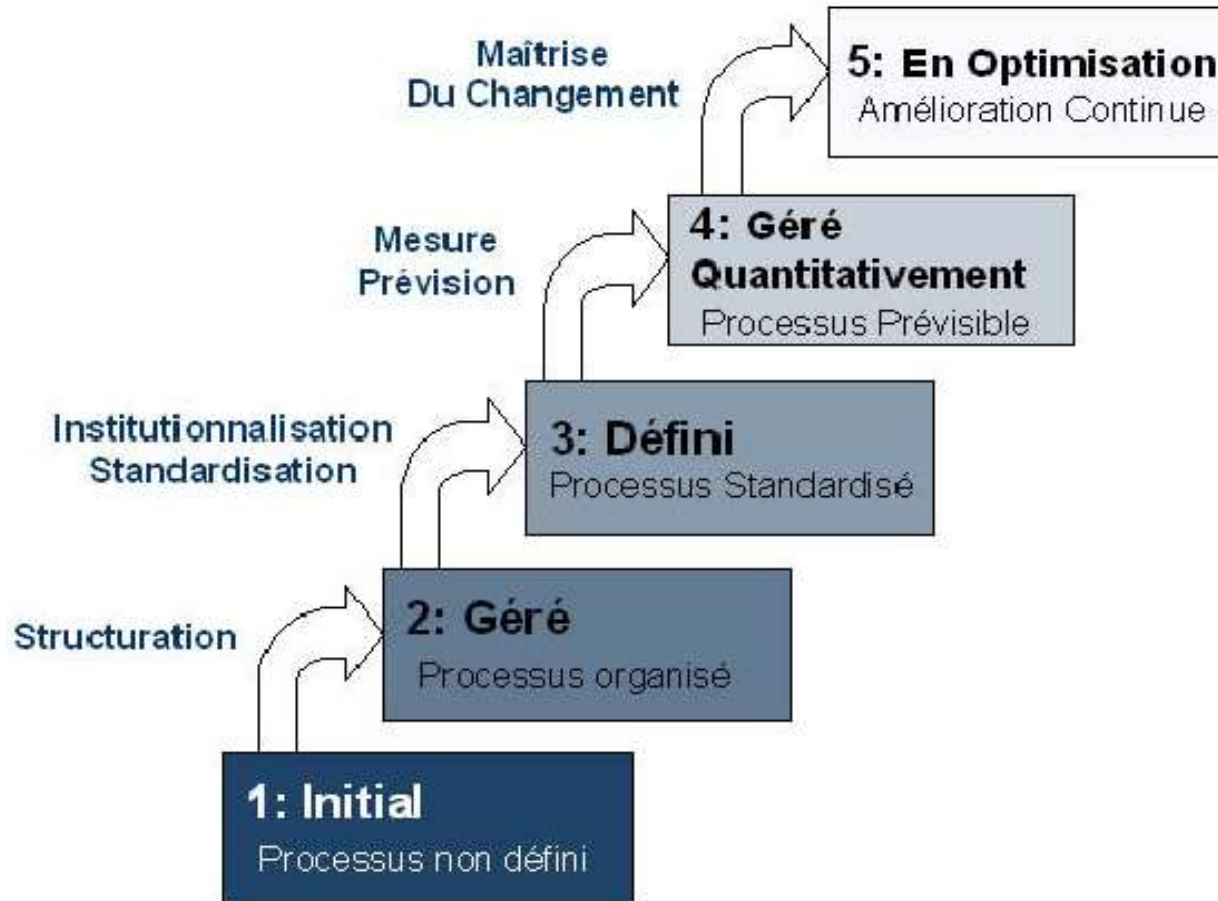 Maîtrise
Du Changement
5: En Optimisation
Amélioration Continue
Mesure
Prévision
4: Géré
Quantitativement
Processus Prévisible
Institutionnalisation
Standardisation
3: Défini
Processus Standardisé
Structuration
2: Géré
Processus organisé
1: Initial
Processus non défini